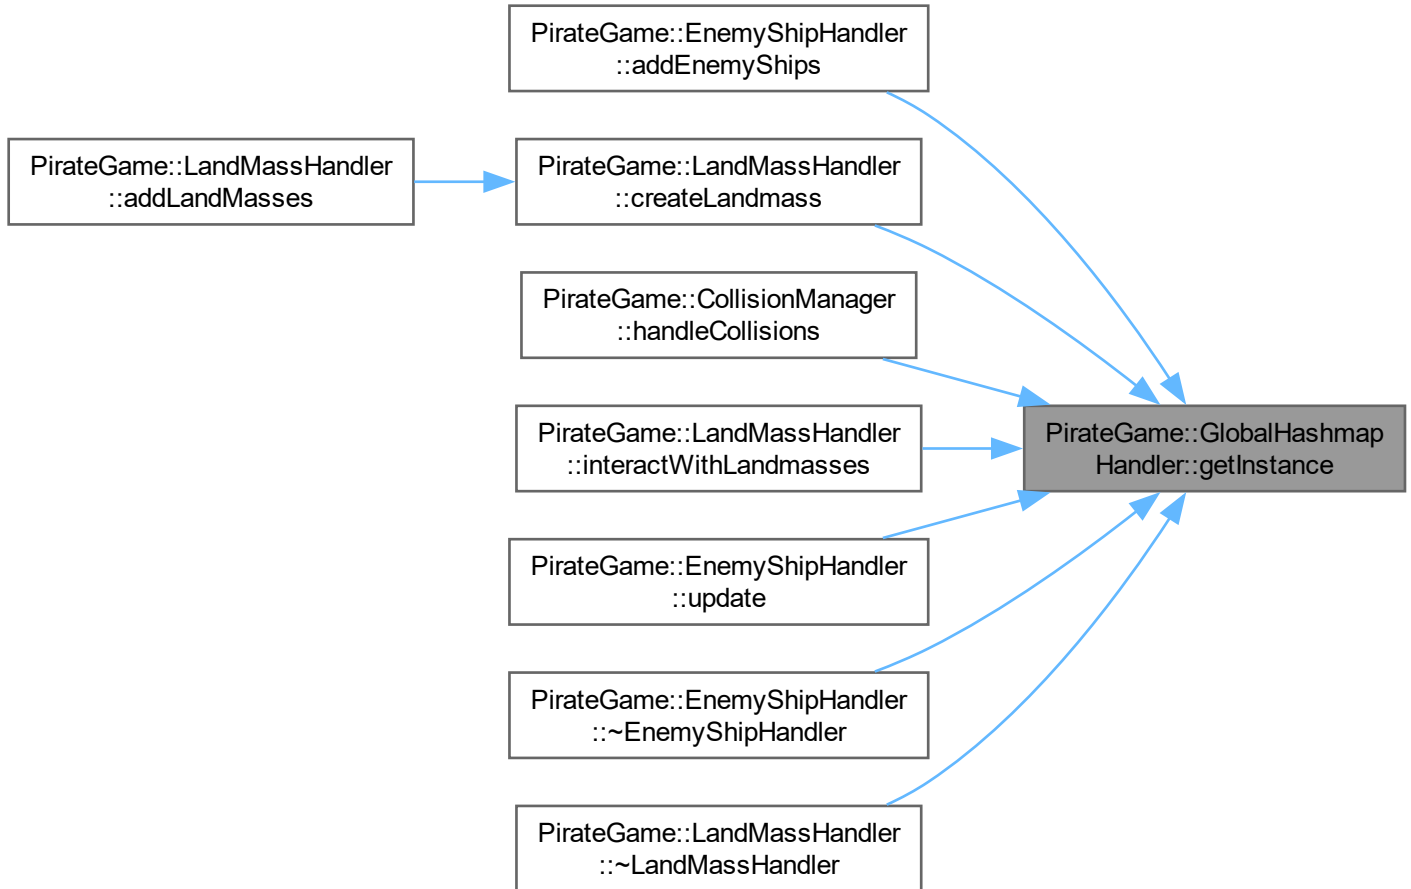 PirateGame::EnemyShipHandler
::addEnemyShips
PirateGame::LandMassHandler
::addLandMasses
PirateGame::LandMassHandler
::createLandmass
PirateGame::CollisionManager
::handleCollisions
PirateGame::LandMassHandler
::interactWithLandmasses
PirateGame::GlobalHashmap
Handler::getInstance
PirateGame::EnemyShipHandler
::update
PirateGame::EnemyShipHandler
::~EnemyShipHandler
PirateGame::LandMassHandler
::~LandMassHandler